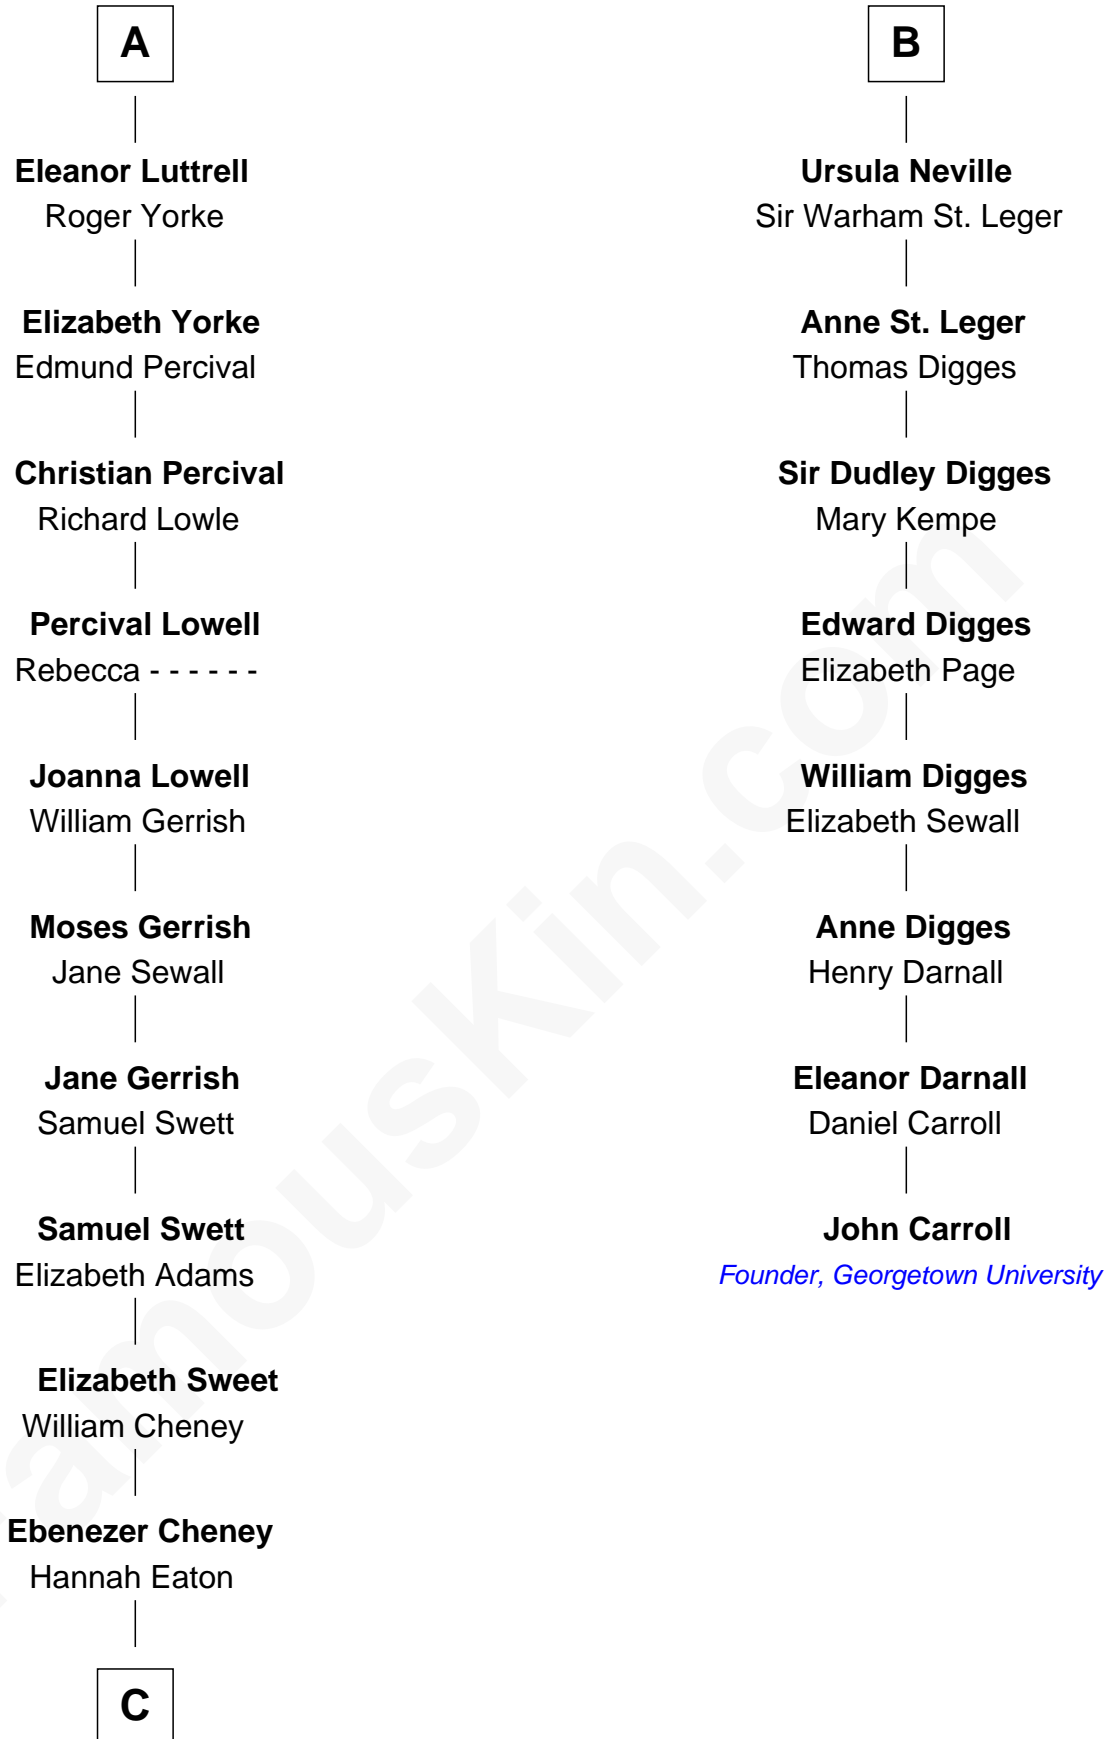 A
Eleanor Luttrell
Roger Yorke
Elizabeth Yorke
Edmund Percival
Christian Percival
Richard Lowle
Percival Lowell
Rebecca - - - - - -
Joanna Lowell
William Gerrish
Moses Gerrish
Jane Sewall
Jane Gerrish
Samuel Swett
Samuel Swett
Elizabeth Adams
Elizabeth Sweet
William Cheney
Ebenezer Cheney
Hannah Eaton
C
B
Ursula Neville
Sir Warham St. Leger
Anne St. Leger
Thomas Digges
Sir Dudley Digges
Mary Kempe
Edward Digges
Elizabeth Page
William Digges
Elizabeth Sewall
Anne Digges
Henry Darnall
Eleanor Darnall
Daniel Carroll
John Carroll
Founder, Georgetown University
FamousKin.com